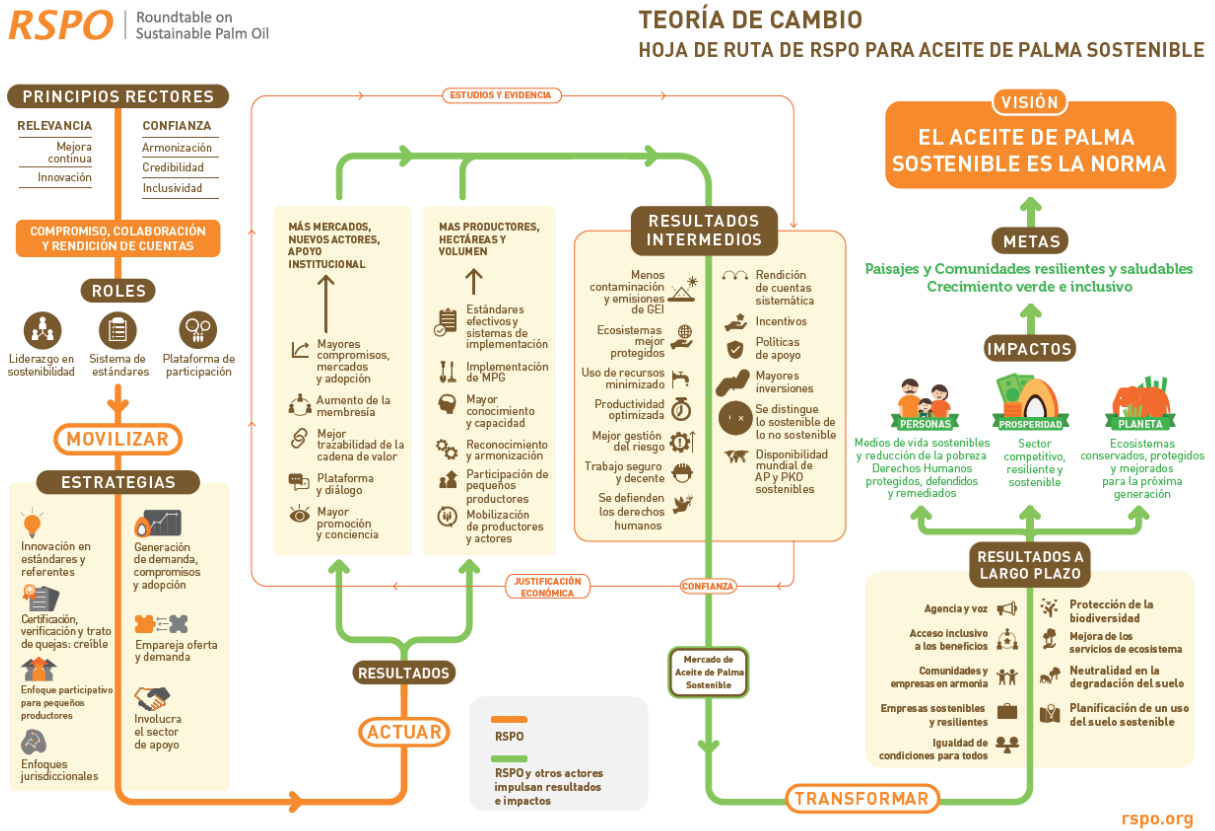 RSPO
Roundtable on
Sustainable Palm Oil
TEORÍA DE CAMBIO
HOJA DE RUTA DE RSPO PARA ACEITE DE PALMA SOSTENIBLE
PRINCIPIOS RECTORES
RELEVANCIA
Mejora
continua
Innovación
CONFIANZA
Armonización
Credibilidad
Inclusividad
COMPROMISO, COLABORACIÓN
Y RENDICIÓN DE CUENTAS
ROLES
Liderazgo en
sostenibilidad
Sistema de
estándares
Plataforma de
participación
MOVILIZAR
ESTRATEGIAS
Innovación en
estándares y
referentes
Certificación,
verificación y trato
de quejas: creíble
Enfoque participativo
para pequeños
productores
Enfoques
jurisdiccionales
Generación
de demanda,
compromisos
y adopción
Empareja oferta
y demanda
Involucra
el sector
de apoyo
ESTUDIOS Y EVIDENCIA
MÁS MERCADOS,
NUEVOS ACTORES,
APOYO
INSTITUCIONAL
Mayores
compromisos,
mercados
y adopción
Aumento de la
membresía
Mejor
trazabilidad de la
cadena de valor
Plataforma
y diálogo
Mayor
promoción
y conciencia
MAS PRODUCTORES,
HECTÁREAS Y
VOLUMEN
Estándares
efectivos y
sistemas de
implementación
Implementación
de MPG
Mayor
conocimiento
y capacidad
Reconocimiento
y armonización
Participación de
pequeños
productores
Mobilización
de productores
y actores
JUSTIFICACIÓN
ECONÓMICA
CONFIANZA
RESULTADOS
ACTUAR
RSPO
RSPO y otros actores
impulsan resultados
e impactos
RESULTADOS
INTERMEDIOS
Menos
contaminación
y emisiones
de GEI
Ecosistemas
mejor
protegidos
Uso de recursos
minimizado
Productividad
optimizada
Mejor gestión
del riesgo
Trabajo seguro
y decente
Se defienden
los derechos
humanos
Rendición
de cuentas
sistemática
Incentivos
Políticas
de apoyo
Mayores
inversiones
Se distingue
lo sostenible de
lo no sostenible
Disponibilidad
mundial de
AP y PKO
sostenibles
Mercado de
Aceite de Palma
Sostenible
TRANSFORMAR
VISIÓN
EL ACEITE DE PALMA
SOSTENIBLE ES LA NORMA
METAS
Paisajes y Comunidades resilientes y saludables
Crecimiento verde e inclusivo
IMPACTOS
PERSONAS
Medios de vida sostenibles
y reducción de la pobreza
Derechos Humanos
protegidos, defendidos
y remediados
PROSPERIDAD
Sector
competitivo,
resiliente y
sostenible
PLANETA
Ecosistemas
conservados, protegidos
y mejorados
para la próxima
generación
RESULTADOS A
LARGO PLAZO
Agencia y voz
Acceso inclusivo
a los beneficios
Comunidades y
empresas en armonía
Empresas sostenibles
y resilientes
Igualdad de
condiciones para todos
Protección de la
biodiversidad
Mejora de los
servicios de ecosistema
Neutralidad en la
degradación del suelo
Planificación de un uso
del suelo sostenible
rspo.org